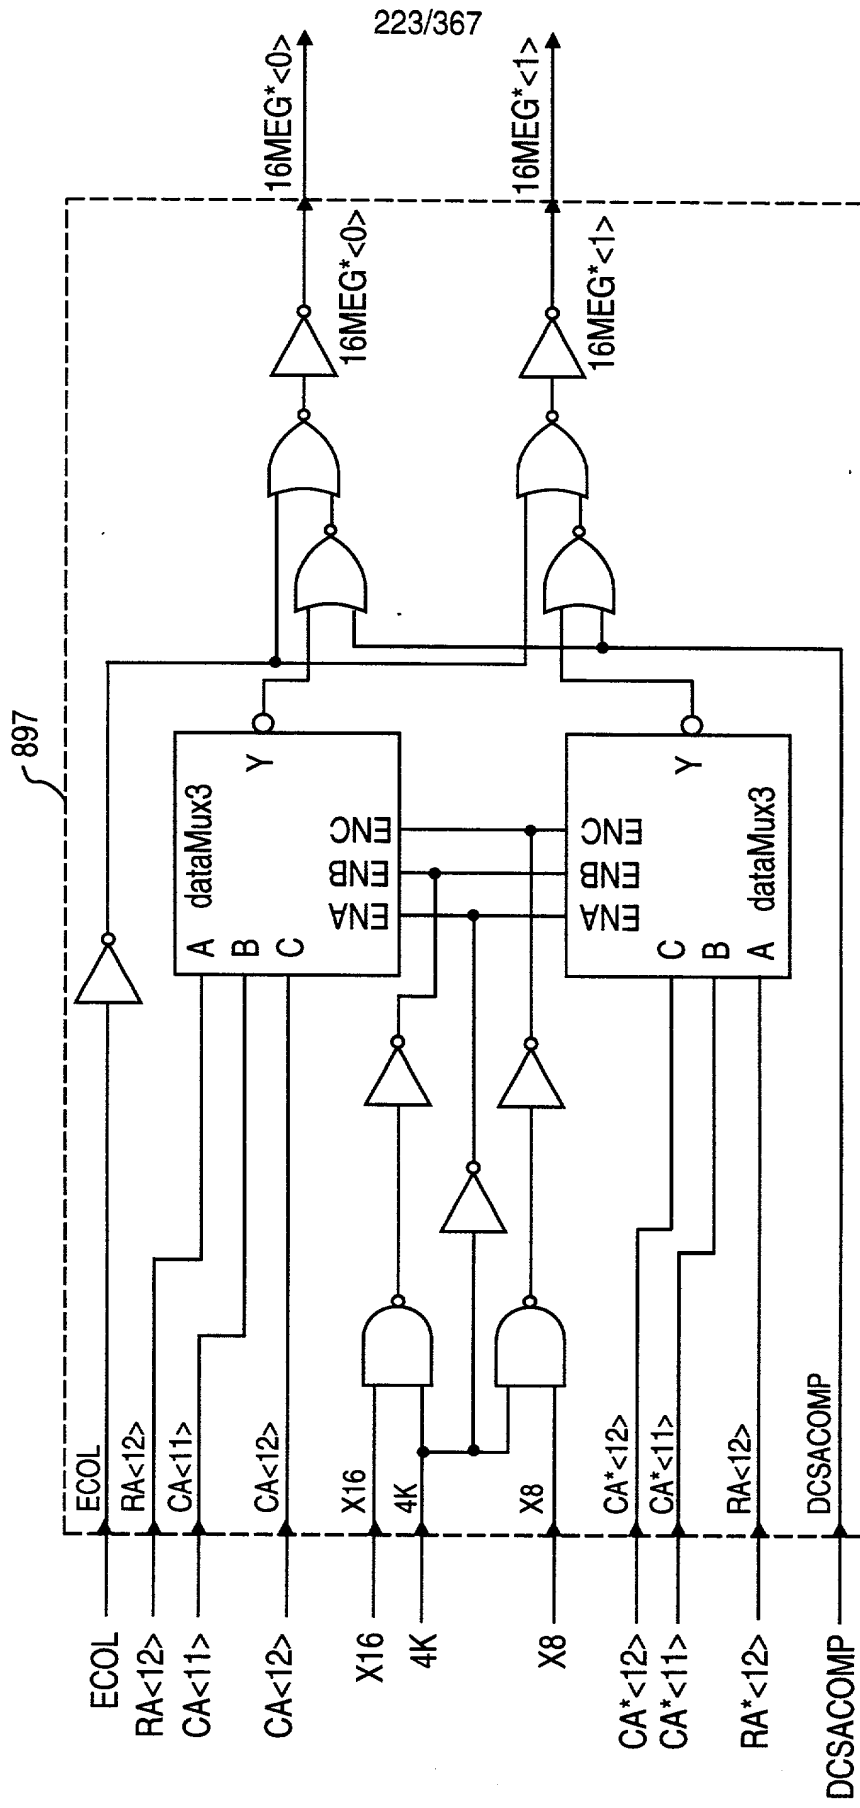 223/367
897
ECOL
RA<12>
CA<11>
CA<12>
X16
4K
X8
CA*<12>
CA*<11>
RA*<12>
DCSACOMP
ECOL
RA<12>
CA<11>
CA<12>
X16
4K
X8
CA*<12>
CA*<11>
RA<12>
DCSACOMP
A
B
C
dataMux3
Y
ENA
ENB
ENC
C
B
A
dataMux3
Y
ENA
ENB
ENC
16MEG*<0>
16MEG*<1>
16MEG*<0>
16MEG*<1>